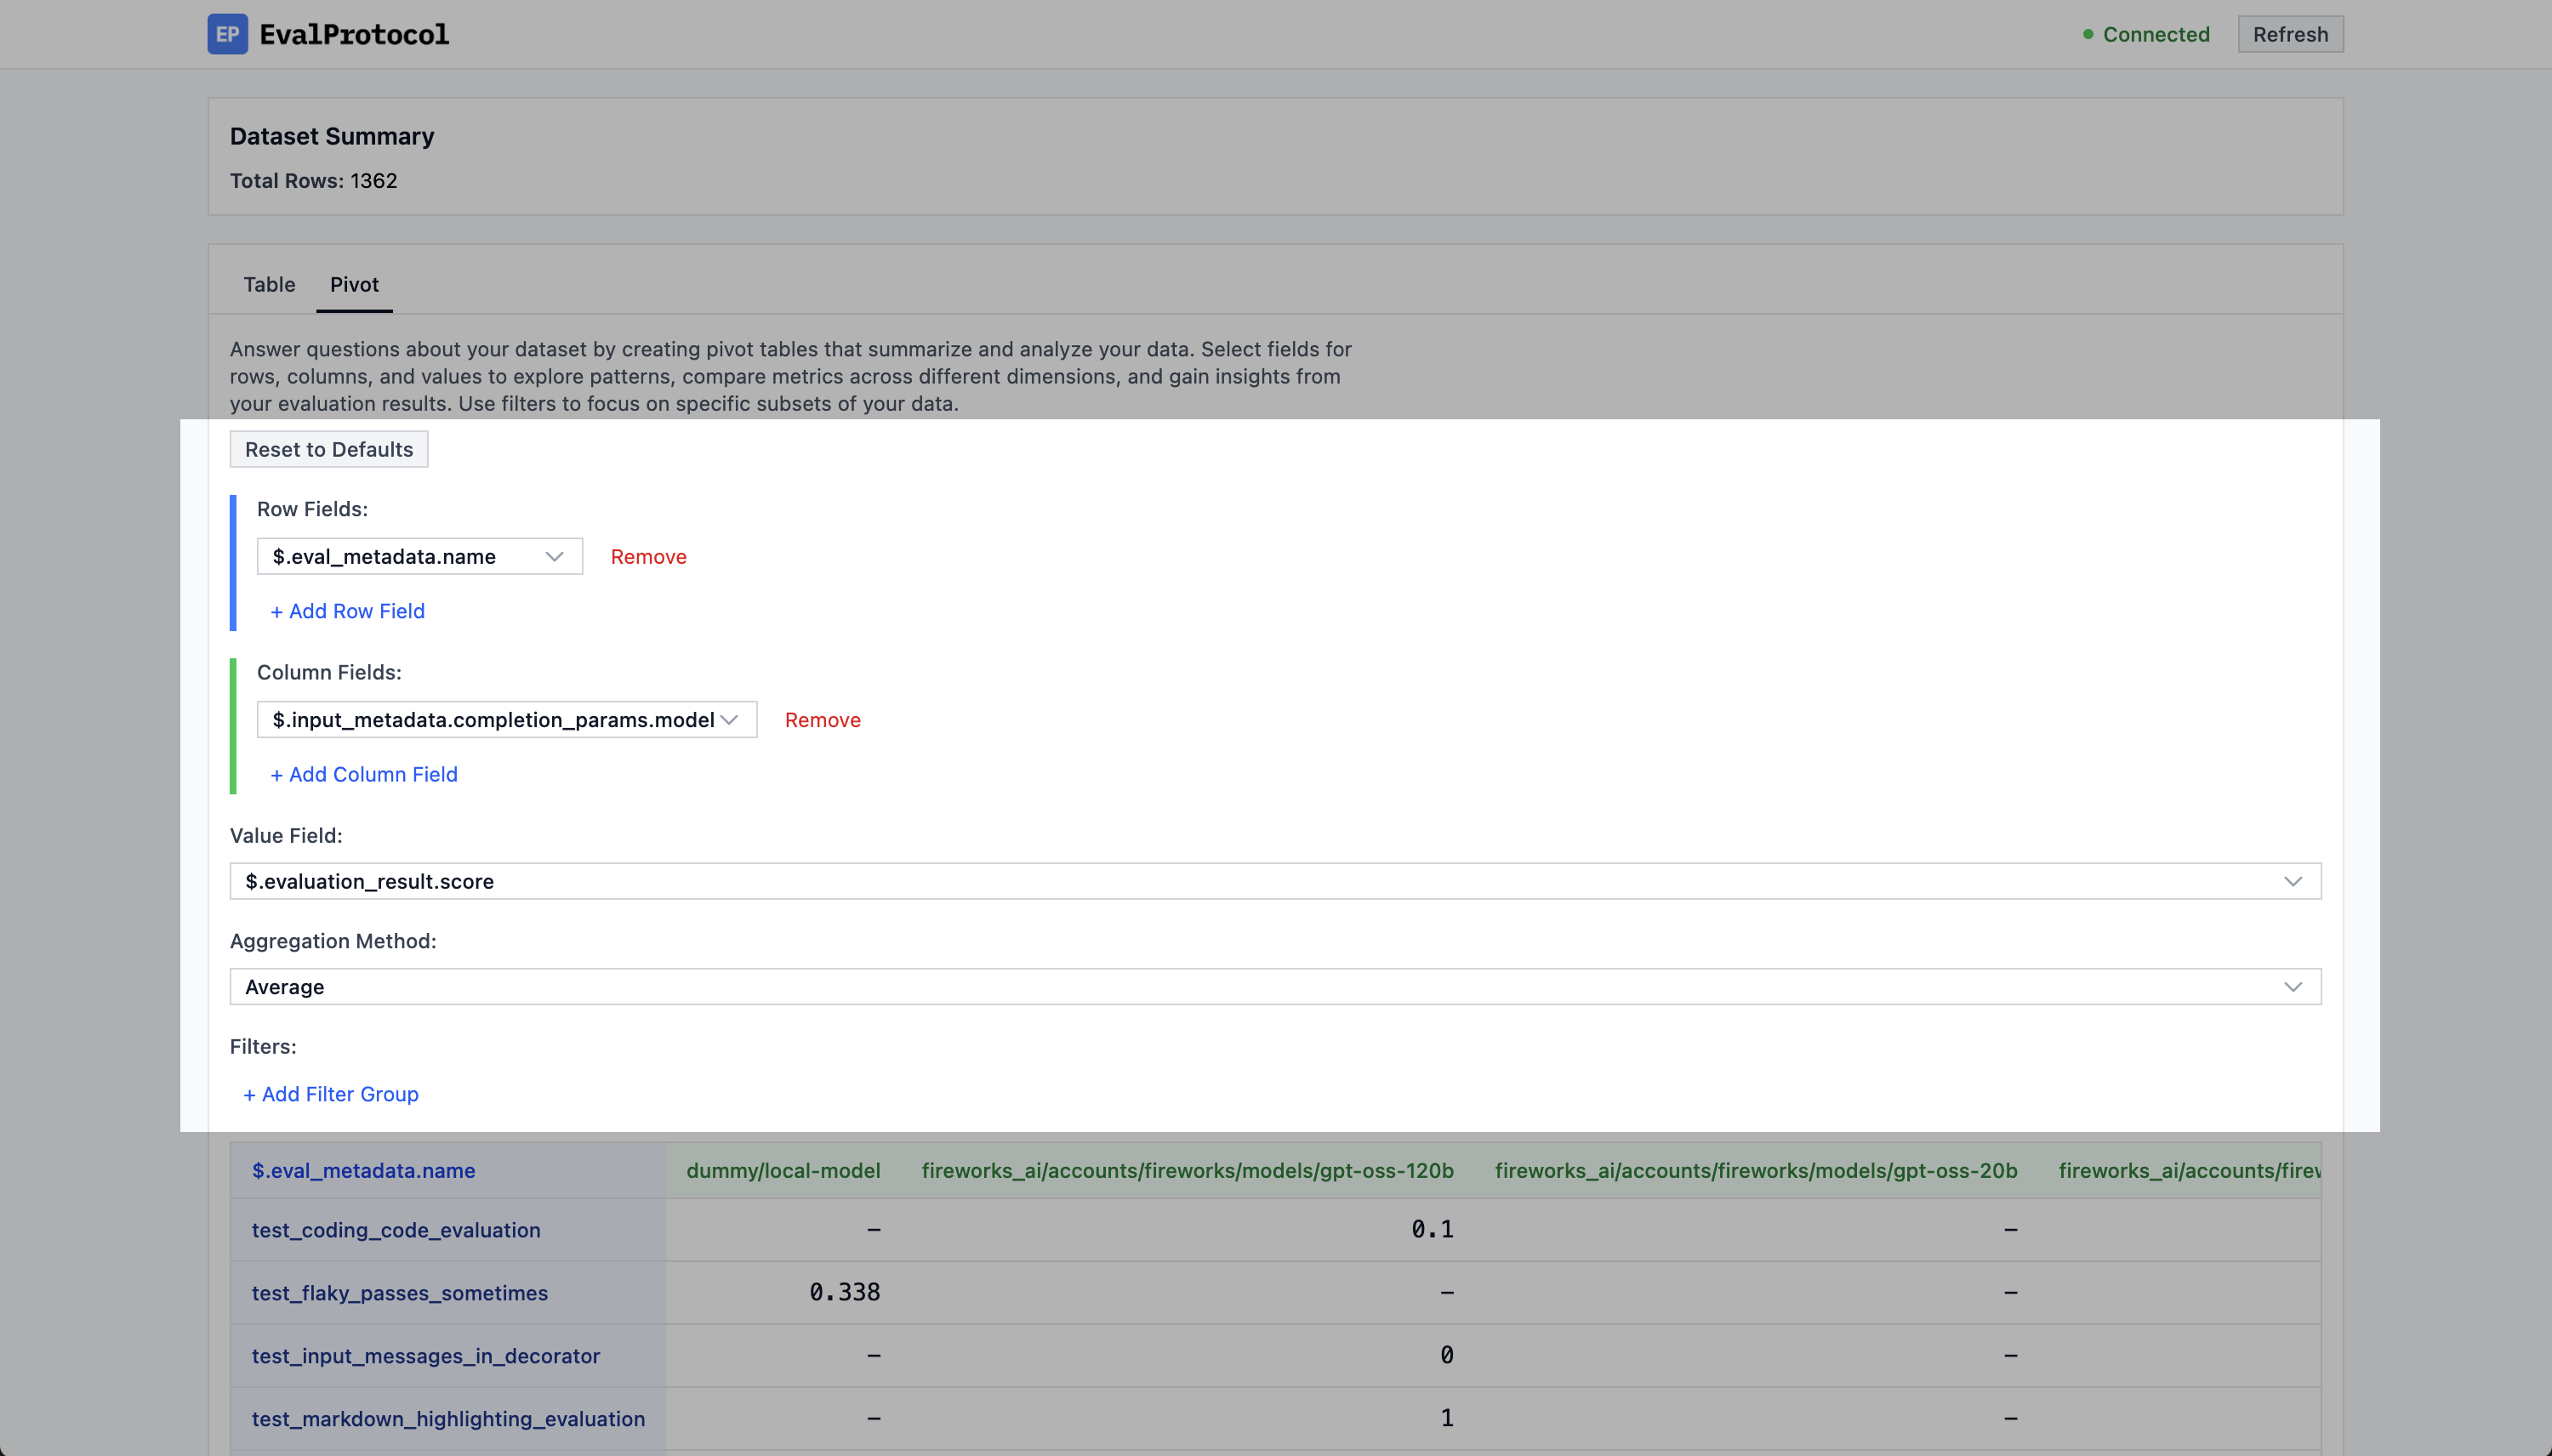 EP EvalProtocol
Connected
Refresh
Dataset Summary
Total Rows: 1362
Table Pivot
Answer questions about your dataset by creating pivot tables that summarize and analyze your data. Select fields for
rows, columns, and values to explore patterns, compare metrics across different dimensions, and gain insights from
your evaluation results. Use filters to focus on specific subsets of your data.
Reset to Defaults
Row Fields:
$.eval_metadata.name Remove
+ Add Row Field
Column Fields:
$.input_metadata.completion_params.model Remove
+ Add Column Field
Value Field:
$.evaluation_result.score
Aggregation Method:
Average
Filters:
+ Add Filter Group
$.eval_metadata.name dummy/local-model fireworks_ai/accounts/fireworks/models/gpt-oss-120b fireworks_ai/accounts/fireworks/models/gpt-oss-20b fireworks_ai/accounts/firew
test_coding_code_evaluation – 0.1 –
test_flaky_passes_sometimes 0.338 – –
test_input_messages_in_decorator – 0 –
test_markdown_highlighting_evaluation – 1 –